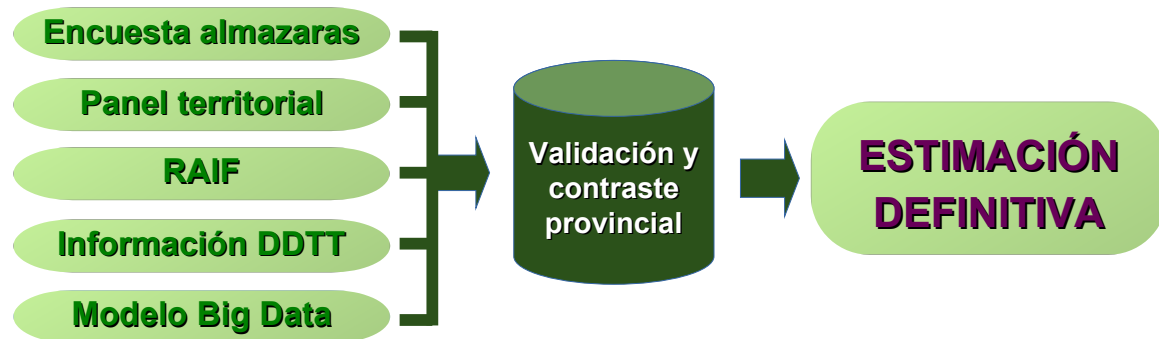 Encuesta almazaras
Panel territorial
RAIF
Información DDTT
Modelo Big Data
Validación y
contraste
provincial
ESTIMACIÓN
DEFINITIVA